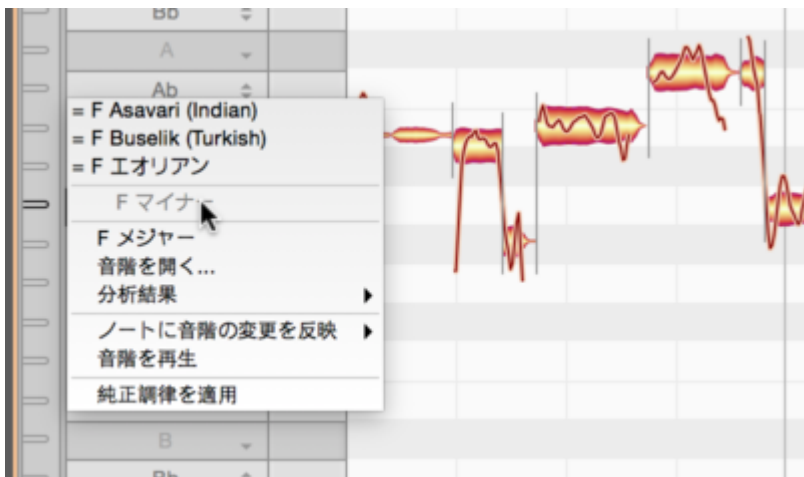 Bb
A
Ab
= F Asavari (Indian)
= F Buselik (Turkish)
= F エオリアン
F マイナー
F メジャー
音階を開く...
分析結果
ノートに音階の変更を反映
音階を再生
純正調律を適用
B
Bb